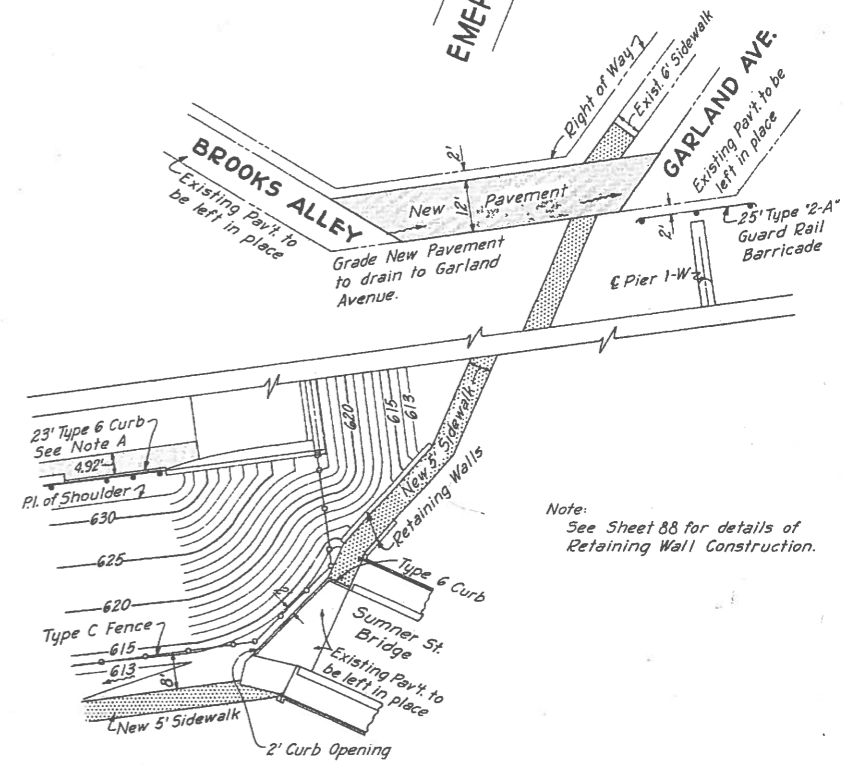 EMER
Right of Way
Exist. 6' Sidewalk
GARLAND AVE.
Existing Pav't. to be
left in place
BROOKS ALLEY
Existing Pav't. to
be left in place
2'
New Pavement
12'
2'
25' Type "2-A"
Guard Rail
Barricade
Grade New Pavement
to drain to Garland
Avenue.
℄ Pier 1-W
23' Type 6 Curb
See Note A
4.92'
P.I. of Shoulder
620
615
613
New 5' Sidewalk
Retaining Walls
630
625
620
Type C Fence
615
613
8'
2'
Type 6 Curb
Sumner St.
Bridge
Existing Pav't. to
be left in place
New 5' Sidewalk
2' Curb Opening
Note:
See Sheet 88 for details of
Retaining Wall Construction.